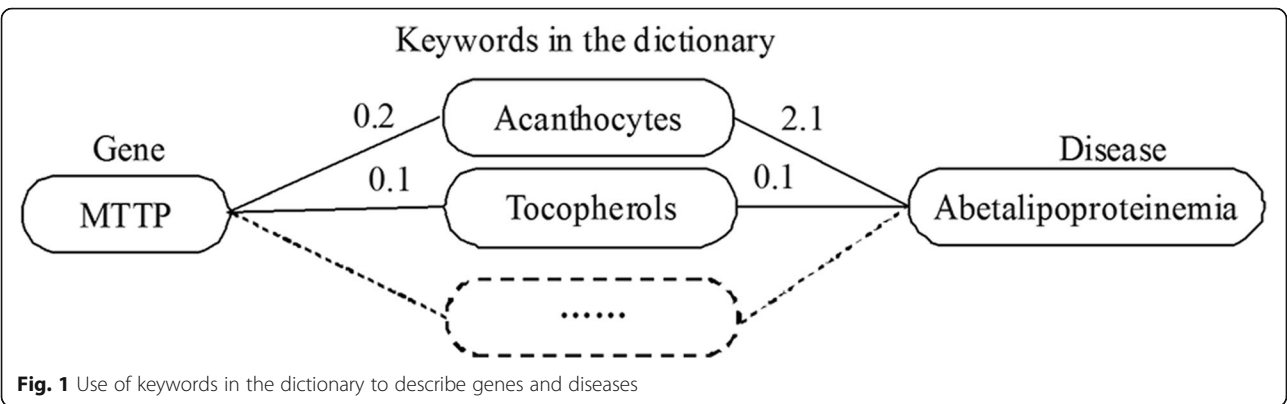 Keywords in the dictionary
0.2
Acanthocytes
2.1
Gene
Disease
0.1
0.1
MTTP
Tocopherols
Abetalipoproteinemia
······
Fig. 1 Use of keywords in the dictionary to describe genes and diseases